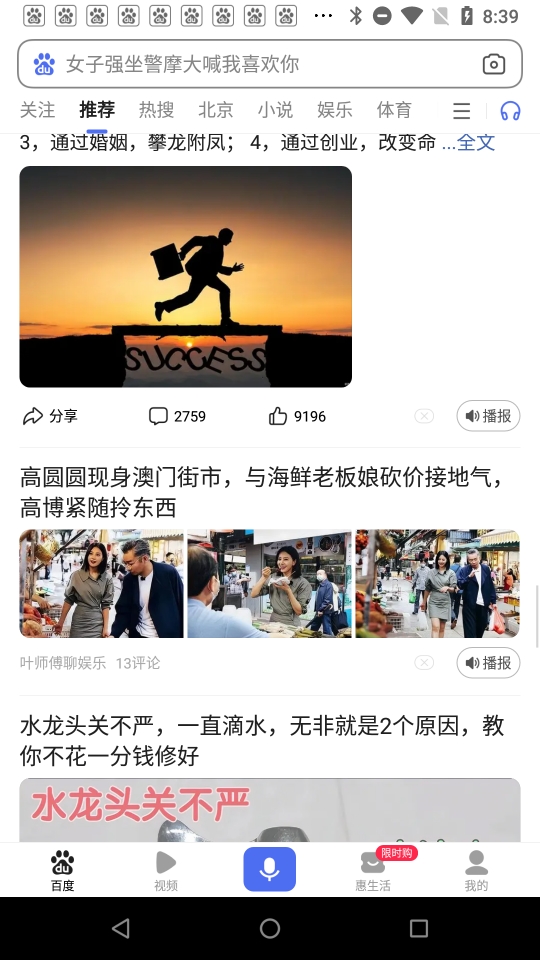 8:39
du 女子强坐警摩大喊我喜欢你
关注 推荐 热搜 北京 小说 娱乐 体育
3，通过婚姻，攀龙附凤； 4，通过创业，改变命 ...全文
SUCCESS
分享 2759 9196 播报
高圆圆现身澳门街市，与海鲜老板娘砍价接地气，
高博紧随拎东西
叶师傅聊娱乐 13评论 播报
水龙头关不严，一直滴水，无非就是2个原因，教
你不花一分钱修好
水龙头关不严
限时购
du
百度 视频 惠生活 我的